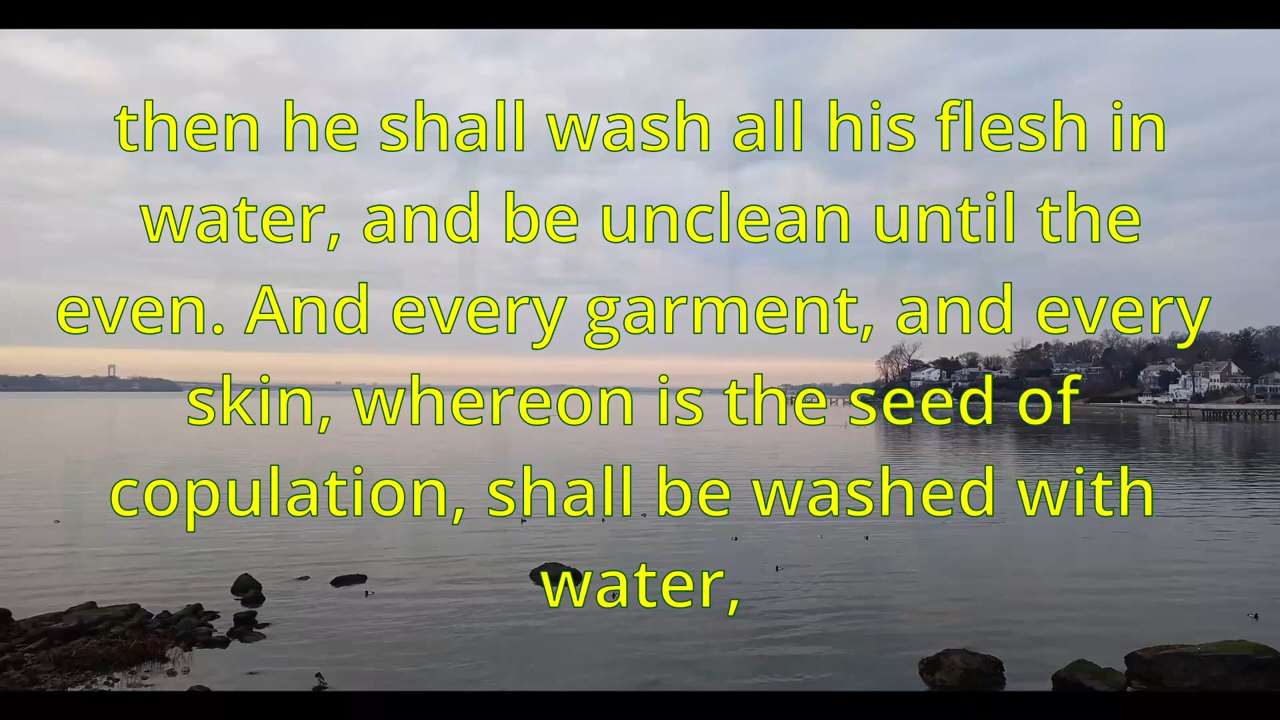 then he shall wash all his flesh in
water, and be unclean until the
even. And every garment, and every
skin, whereon is the seed of
copulation, shall be washed with
water,